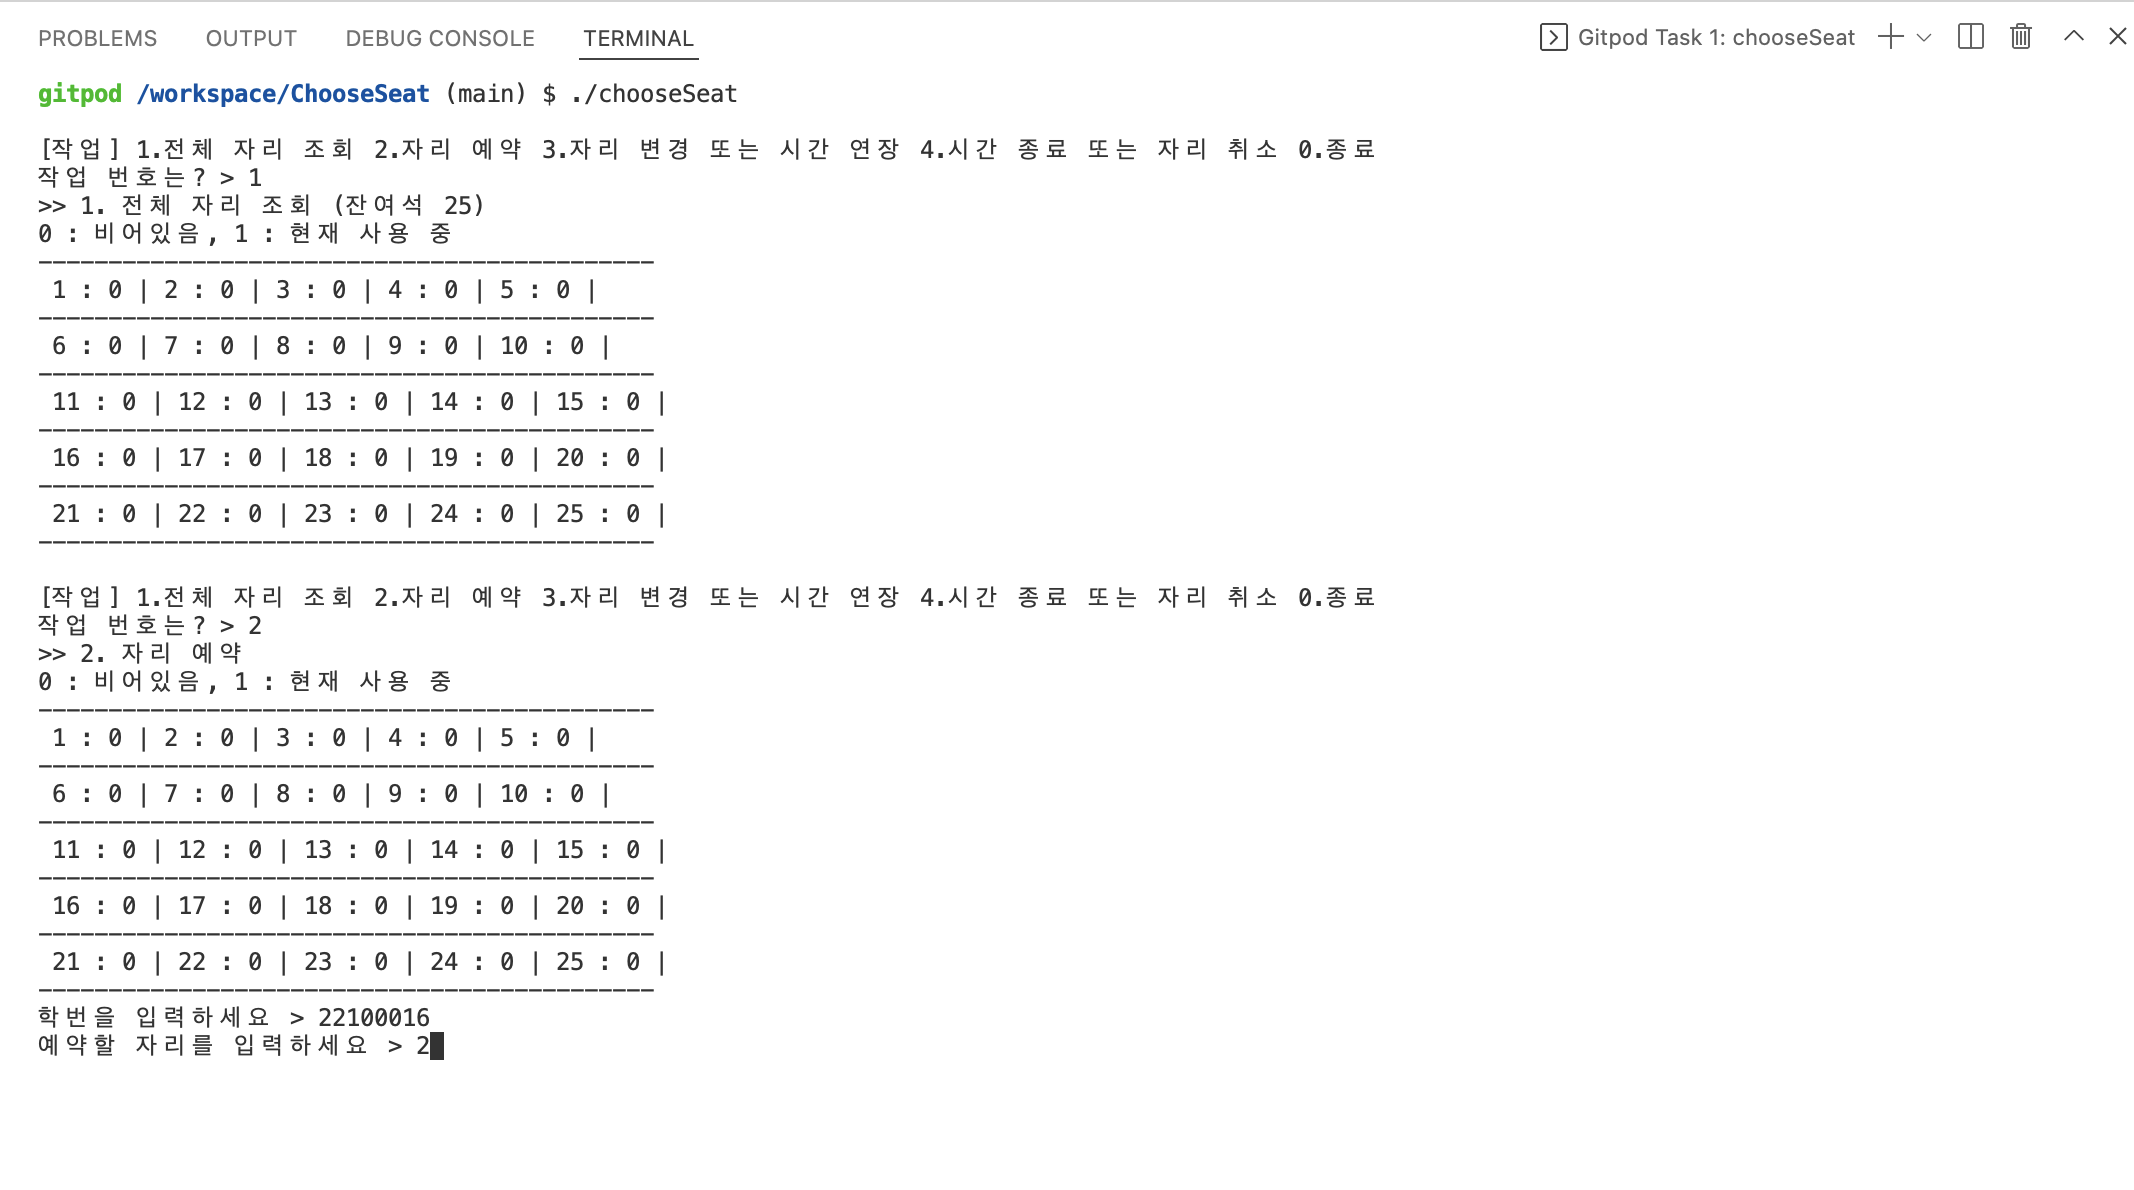 PROBLEMS OUTPUT DEBUG CONSOLE TERMINAL Gitpod Task 1: chooseSeat
gitpod /workspace/ChooseSeat (main) $ ./chooseSeat
[작업] 1.전체 자리 조회 2.자리 예약 3.자리 변경 또는 시간 연장 4.시간 종료 또는 자리 취소 0.종료
작업 번호는? > 1
>> 1. 전체 자리 조회 (잔여석 25)
0 : 비어있음, 1 : 현재 사용 중
--------------------------------------------
1 : 0 | 2 : 0 | 3 : 0 | 4 : 0 | 5 : 0 |
--------------------------------------------
6 : 0 | 7 : 0 | 8 : 0 | 9 : 0 | 10 : 0 |
--------------------------------------------
11 : 0 | 12 : 0 | 13 : 0 | 14 : 0 | 15 : 0 |
--------------------------------------------
16 : 0 | 17 : 0 | 18 : 0 | 19 : 0 | 20 : 0 |
--------------------------------------------
21 : 0 | 22 : 0 | 23 : 0 | 24 : 0 | 25 : 0 |
--------------------------------------------
[작업] 1.전체 자리 조회 2.자리 예약 3.자리 변경 또는 시간 연장 4.시간 종료 또는 자리 취소 0.종료
작업 번호는? > 2
>> 2. 자리 예약
0 : 비어있음, 1 : 현재 사용 중
--------------------------------------------
1 : 0 | 2 : 0 | 3 : 0 | 4 : 0 | 5 : 0 |
--------------------------------------------
6 : 0 | 7 : 0 | 8 : 0 | 9 : 0 | 10 : 0 |
--------------------------------------------
11 : 0 | 12 : 0 | 13 : 0 | 14 : 0 | 15 : 0 |
--------------------------------------------
16 : 0 | 17 : 0 | 18 : 0 | 19 : 0 | 20 : 0 |
--------------------------------------------
21 : 0 | 22 : 0 | 23 : 0 | 24 : 0 | 25 : 0 |
--------------------------------------------
학번을 입력하세요 > 22100016
예약할 자리를 입력하세요 > 2